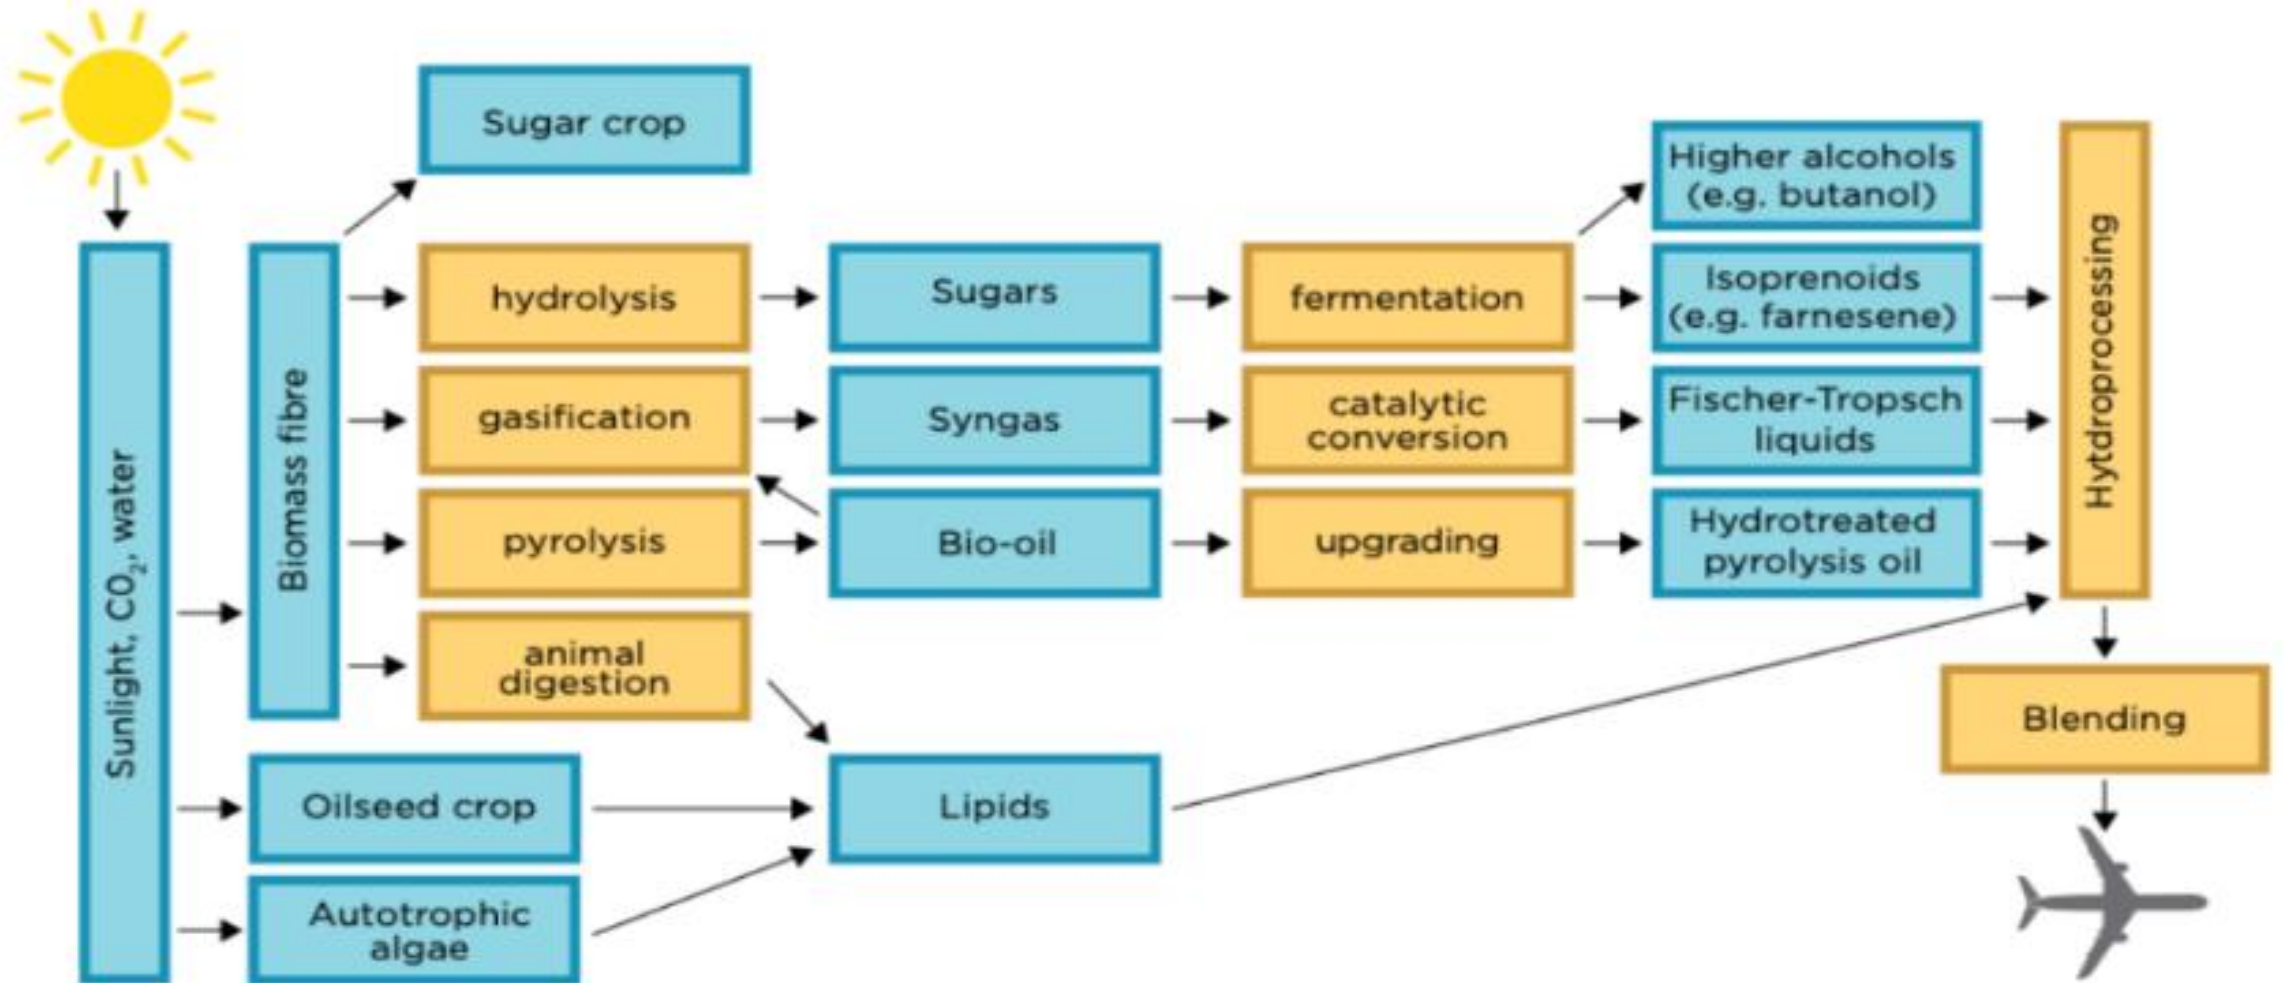 Sugar crop
Higher alcohols
(e.g. butanol)
hydrolysis
Sugars
fermentation
Isoprenoids
(e.g. farnesene)
gasification
Syngas
catalytic
conversion
Fischer-Tropsch
liquids
pyrolysis
Bio-oil
upgrading
Hydrotreated
pyrolysis oil
Hytdroprocessing
Biomass fibre
Sunlight, CO₂, water
animal
digestion
Blending
Oilseed crop
Lipids
Autotrophic
algae